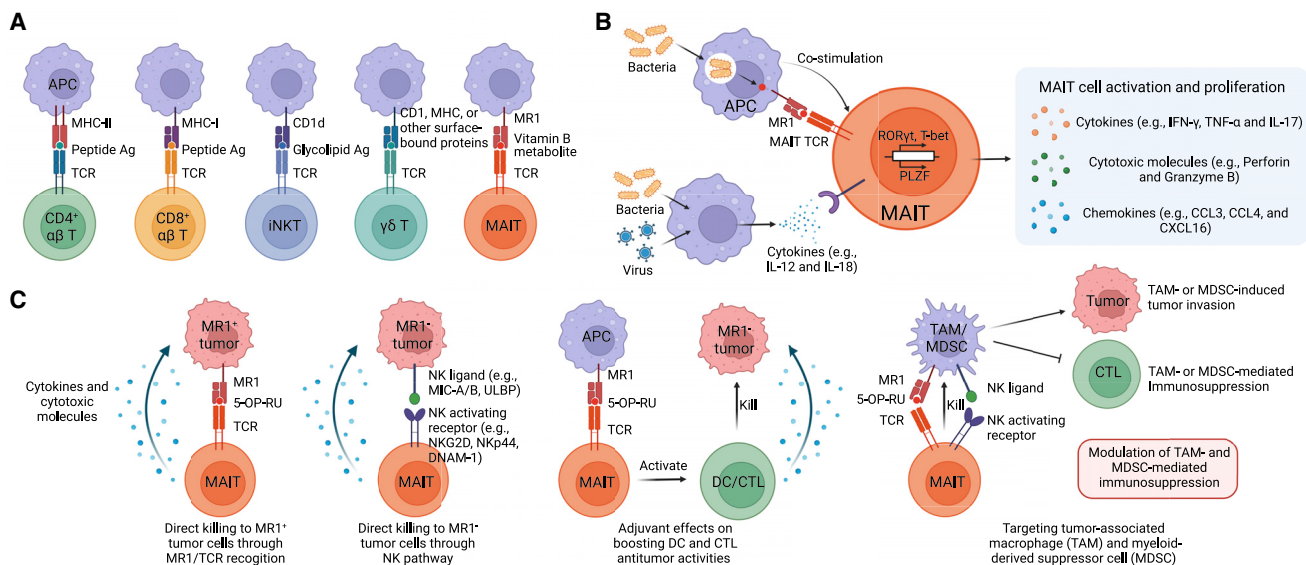 A
APC
MHC-II
Peptide Ag
TCR
CD4+
αβ T
MHC-I
Peptide Ag
TCR
CD8+
αβ T
CD1d
Glycolipid Ag
TCR
iNKT
CD1, MHC, or
other surface-
bound proteins
TCR
γδ T
MR1
Vitamin B
metabolite
TCR
MAIT
B
Bacteria
APC
Co-stimulation
MR1
MAIT TCR
RORγt, T-bet
PLZF
MAIT
Bacteria
Virus
Cytokines (e.g.,
IL-12 and IL-18)
MAIT cell activation and proliferation
Cytokines (e.g., IFN-γ, TNF-α and IL-17)
Cytotoxic molecules (e.g., Perforin
and Granzyme B)
Chemokines (e.g., CCL3, CCL4, and
CXCL16)
C
Cytokines and
cytotoxic
molecules
MR1+
tumor
MR1
5-OP-RU
TCR
MAIT
Direct killing to MR1+
tumor cells through
MR1/TCR recogition
MR1-
tumor
NK ligand (e.g.,
MIC-A/B, ULBP)
NK activating
receptor (e.g.,
NKG2D, NKp44,
DNAM-1)
MAIT
Direct killing to MR1-
tumor cells through
NK pathway
APC
MR1
5-OP-RU
TCR
MAIT
Activate
MR1-
tumor
Kill
DC/CTL
Adjuvant effects on
boosting DC and CTL
antitumor activities
TAM/
MDSC
MR1
5-OP-RU
TCR
Kill
NK ligand
NK activating
receptor
MAIT
Tumor
TAM- or MDSC-induced
tumor invasion
CTL
TAM- or MDSC-mediated
Immunosuppression
Modulation of TAM- and
MDSC-mediated
immunosuppression
Targeting tumor-associated
macrophage (TAM) and myeloid-
derived suppressor cell (MDSC)